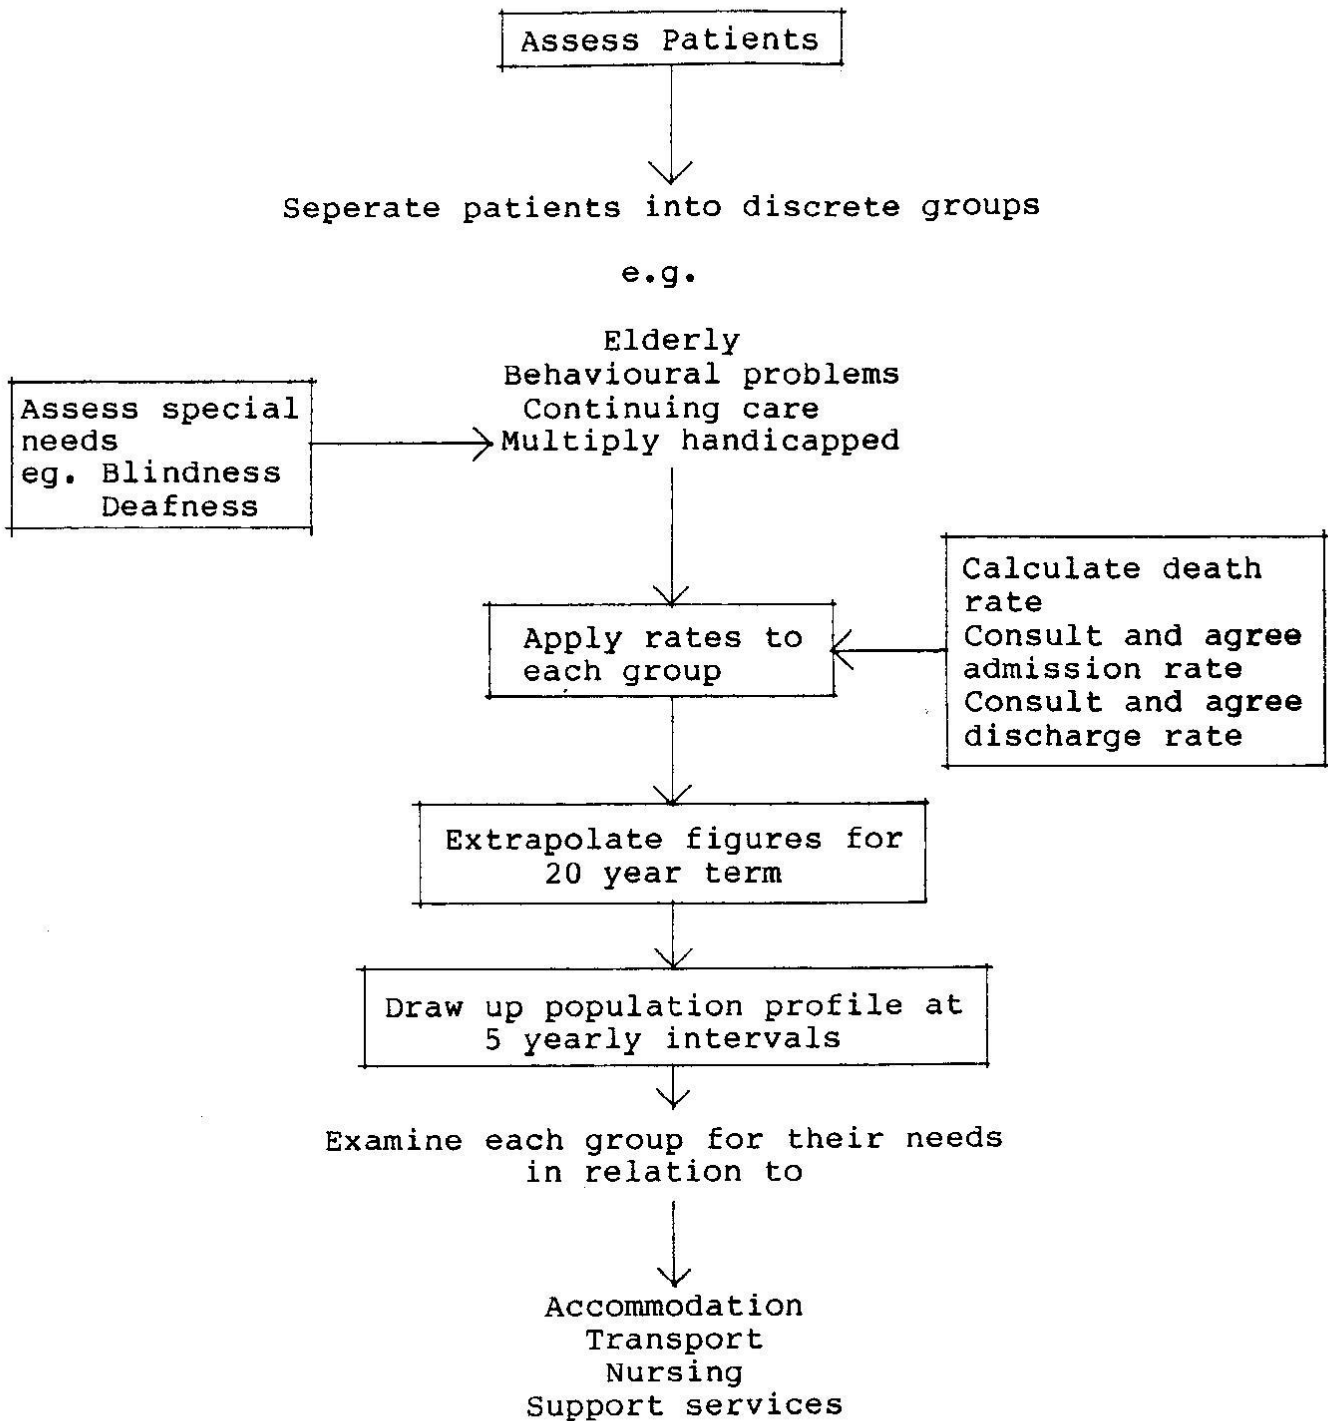 Assess Patients
Seperate patients into discrete groups
e.g.
Elderly
Behavioural problems
Continuing care
Multiply handicapped
Assess special
needs
eg. Blindness
Deafness
Apply rates to
each group
Calculate death
rate
Consult and agree
admission rate
Consult and agree
discharge rate
Extrapolate figures for
20 year term
Draw up population profile at
5 yearly intervals
Examine each group for their needs
in relation to
Accommodation
Transport
Nursing
Support services